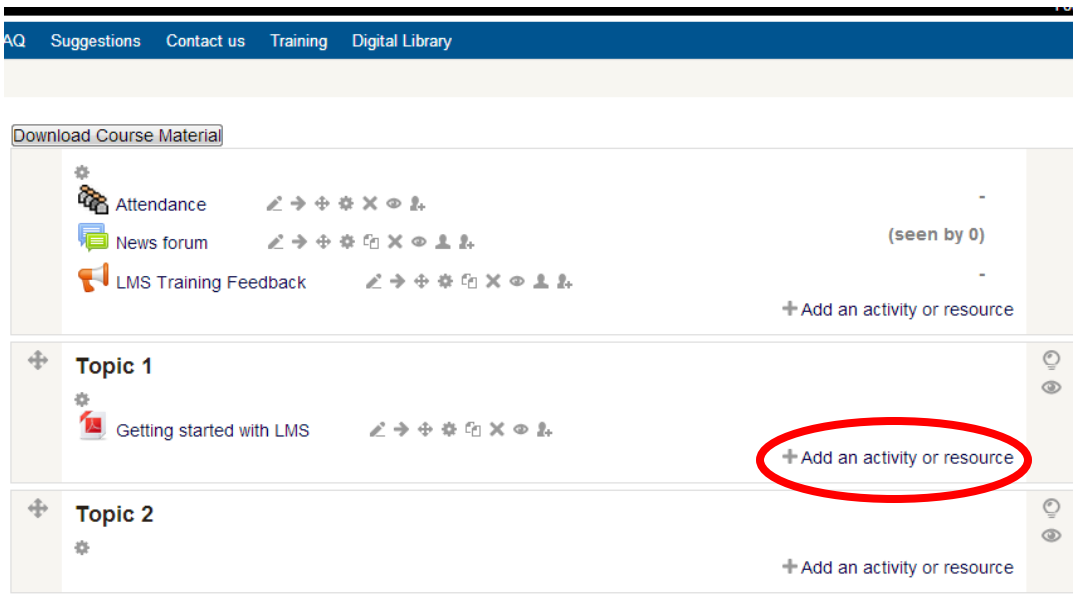 AQ Suggestions Contact us Training Digital Library
Download Course Material
Attendance -
News forum (seen by 0)
LMS Training Feedback -
Add an activity or resource
Topic 1
Getting started with LMS
Add an activity or resource
Topic 2
Add an activity or resource